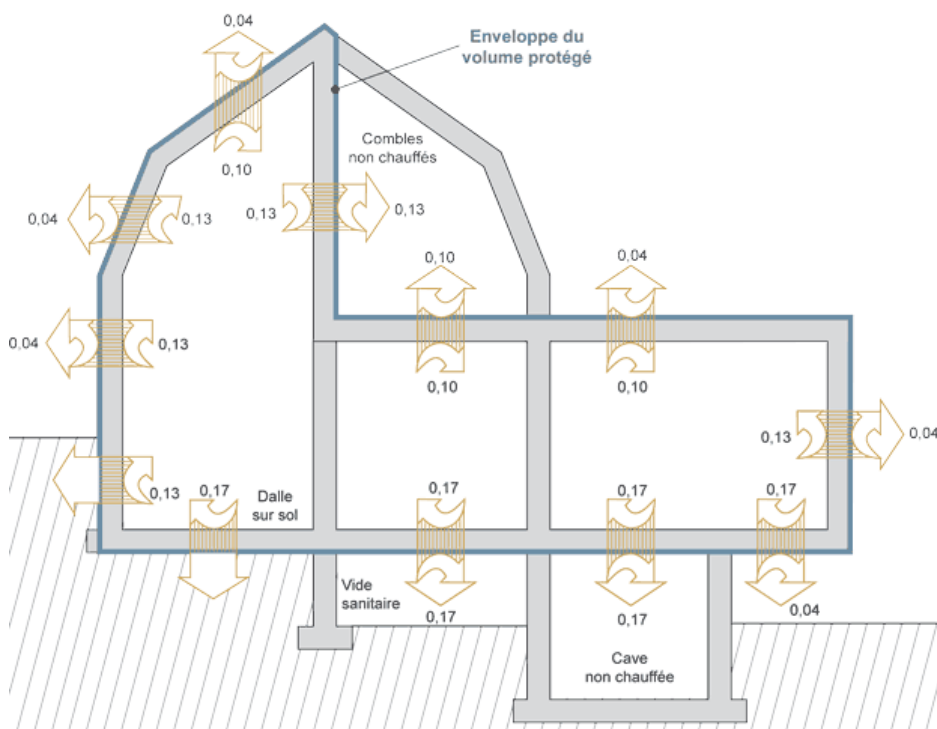 0,04
Enveloppe du
volume protégé
Combles
non chauffés
0,10
0,04
0,13
0,13
0,13
0,10
0,04
0,04
0,13
0,10
0,10
0,13
0,04
0,13
0,17
Dalle
sur sol
0,17
0,17
0,17
Vide
sanitaire
0,17
0,17
0,04
Cave
non chauffée